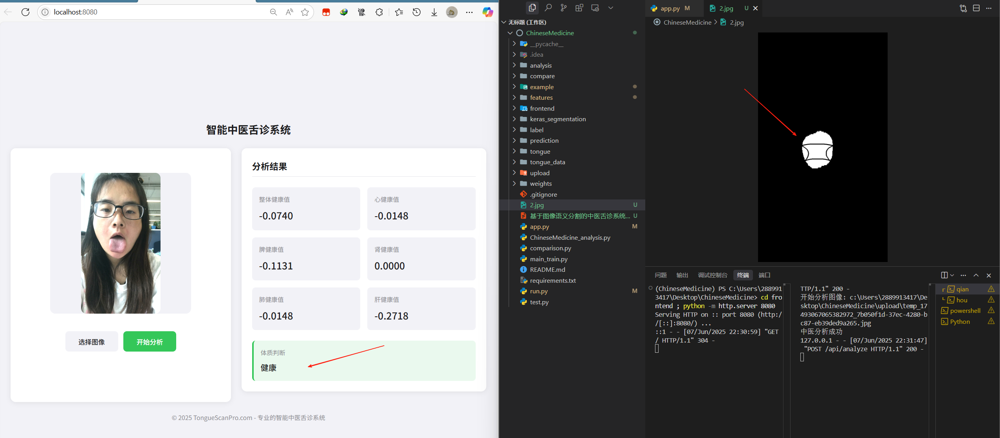 localhost:8080
智能中医舌诊系统
选择图像
开始分析
分析结果
整体健康值
-0.0740
心健康值
-0.0148
脾健康值
-0.1131
肾健康值
0.0000
肺健康值
-0.0148
肝健康值
-0.2718
体质判断
健康
© 2025 TongueScanPro.com - 专业的智能中医舌诊系统
无标题 (工作区)
ChineseMedicine
__pycache__
.idea
analysis
compare
example
features
frontend
keras_segmentation
label
prediction
tongue
tongue_data
upload
weights
.gitignore
2.jpg U
基于图像语义分割的中医舌诊系统... U
app.py M
ChineseMedicine_analysis.py
comparison.py
main_train.py
README.md
requirements.txt
run.py M
test.py
app.py M
2.jpg U
ChineseMedicine > 2.jpg
问题 输出 调试控制台 终端 端口
(ChineseMedicine) PS C:\Users\288991
3417\Desktop\ChineseMedicine> cd fro
ntend ; python -m http.server 8080
Serving HTTP on :: port 8080 (http:/
/[::]:8080/) ...
::1 - - [07/Jun/2025 22:30:59] "GET
/ HTTP/1.1" 304 -
TTP/1.1" 200 -
开始分析图像: c:\Users\2889913417\De
sktop\ChineseMedicine\upload\temp_17
493067065382972_7b050f1d-37ec-4280-b
c87-eb39ded9a265.jpg
中医分析成功
127.0.0.1 - - [07/Jun/2025 22:31:47]
"POST /api/analyze HTTP/1.1" 200 -
qian
hou
powershell
Python